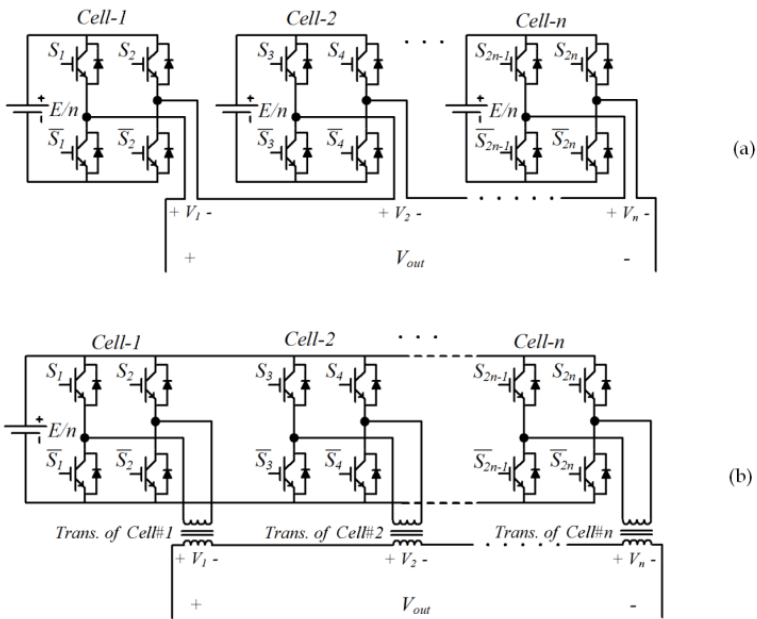 Cell-1 Cell-2 . . . Cell-n
S1 S2 S3 S4 S2n-1 S2n
+ E/n - + E/n - + E/n -
S̅1 S̅2 S̅3 S̅4 S̅2n-1 S̅2n
(a)
+ V1 - + V2 - . . . . . . + Vn -
+ Vout -
Cell-1 Cell-2 . . . Cell-n
S1 S2 S3 S4 S2n-1 S2n
+ E/n -
S̅1 S̅2 S̅3 S̅4 S̅2n-1 S̅2n
(b)
Trans. of Cell#1 Trans. of Cell#2 Trans. of Cell#n
+ V1 - + V2 - . . . . . . + Vn -
+ Vout -